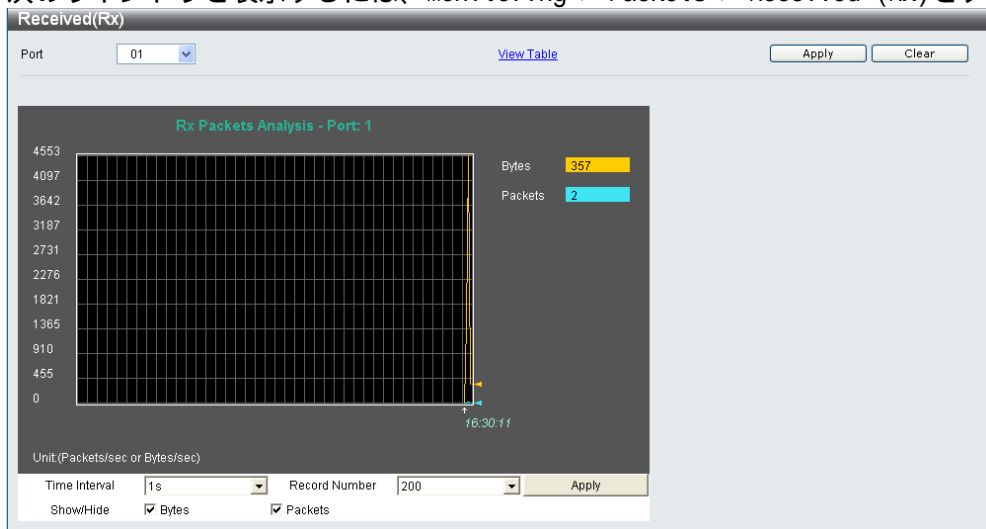 Received(Rx)
Port 01 View Table Apply Clear
Rx Packets Analysis - Port: 1
4553
4097
3642
3187
2731
2276
1821
1365
910
455
0
Bytes 357
Packets 2
16:30:11
Unit:(Packets/sec or Bytes/sec)
Time Interval 1s Record Number 200 Apply
Show/Hide Bytes Packets